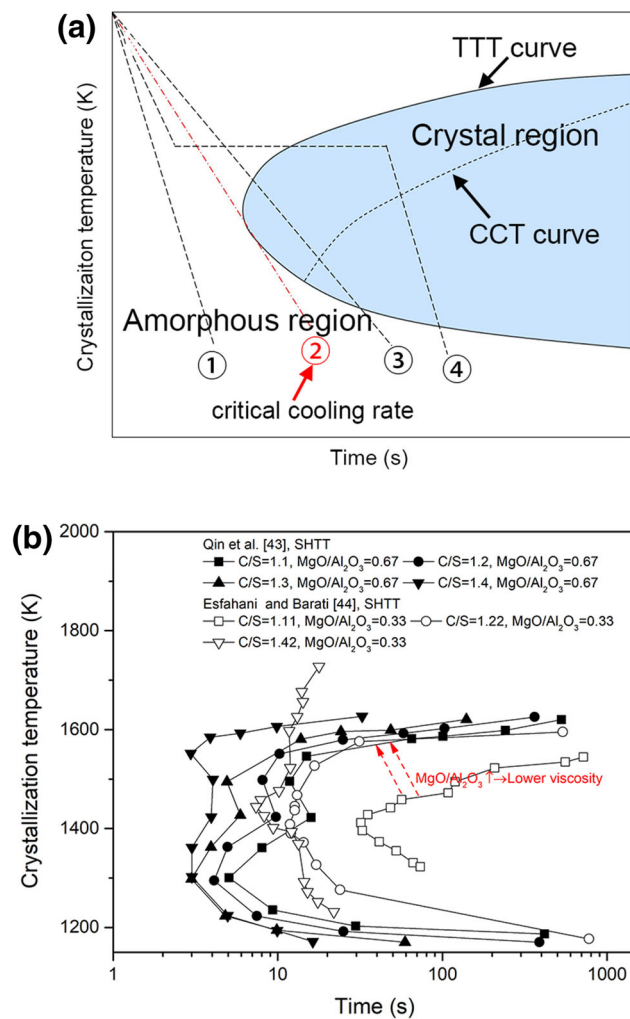 (a)
TTT curve
Crystal region
CCT curve
Amorphous region
1
2
3
4
critical cooling rate
Crystallizaiton temperature (K)
Time (s)
(b)
2000
Qin et al. [43], SHTT
C/S=1.1, MgO/Al2O3=0.67 C/S=1.2, MgO/Al2O3=0.67
C/S=1.3, MgO/Al2O3=0.67 C/S=1.4, MgO/Al2O3=0.67
Esfahani and Barati [44], SHTT
C/S=1.11, MgO/Al2O3=0.33 C/S=1.22, MgO/Al2O3=0.33
C/S=1.42, MgO/Al2O3=0.33
1800
1600
MgO/Al2O3 ↑→Lower viscosity
1400
1200
Crystallization temperature (K)
1 10 100 1000
Time (s)